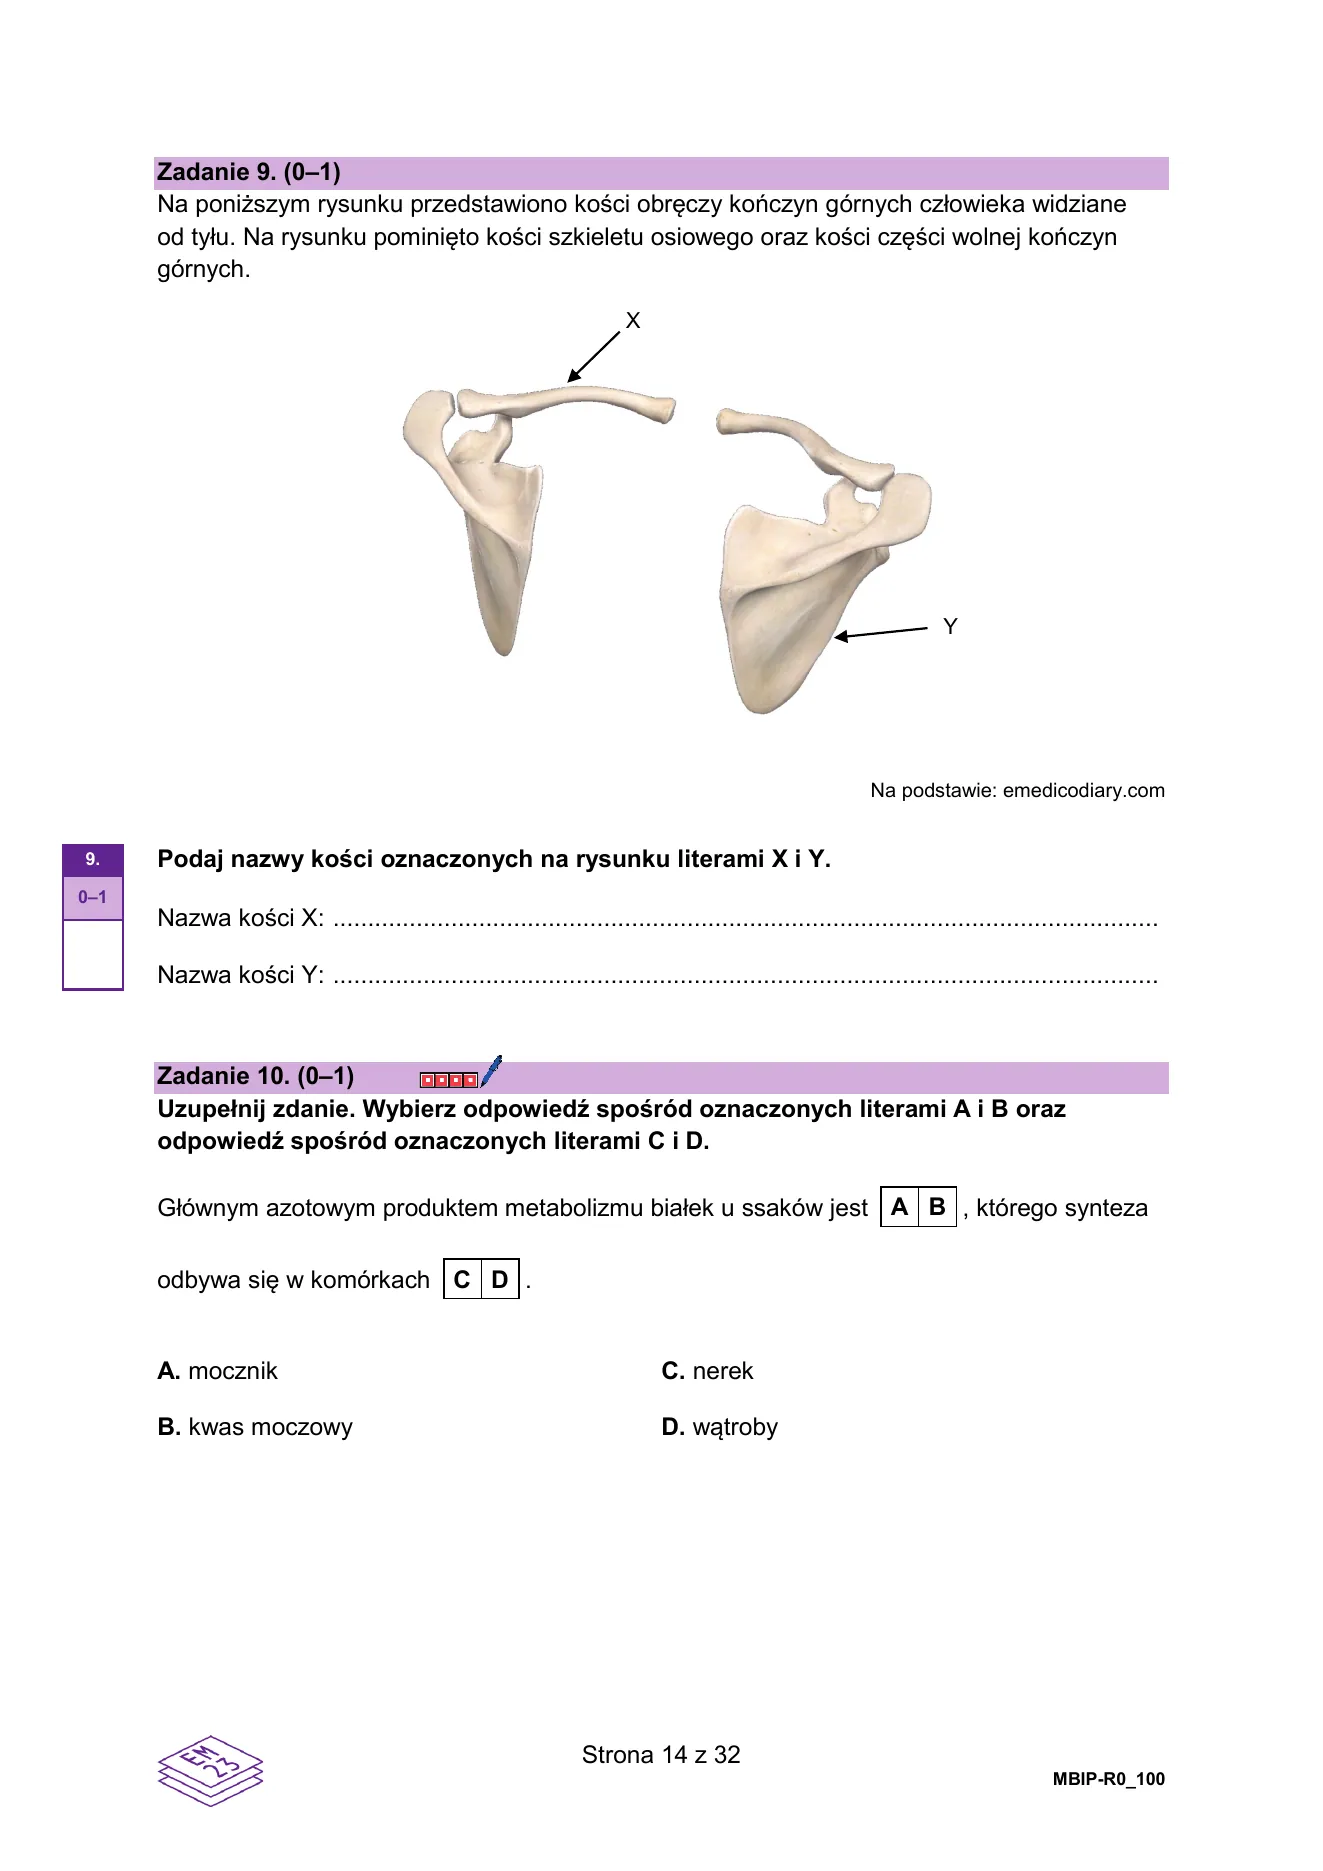 Zadanie 9. (0–1)
Na poniższym rysunku przedstawiono kości obręczy kończyn górnych człowieka widziane
od tyłu. Na rysunku pominięto kości szkieletu osiowego oraz kości części wolnej kończyn
górnych.
X
Y
Na podstawie: emedicodiary.com
9.
0–1
Podaj nazwy kości oznaczonych na rysunku literami X i Y.
Nazwa kości X: ........................................................................................................................
Nazwa kości Y: ........................................................................................................................
Zadanie 10. (0–1)
Uzupełnij zdanie. Wybierz odpowiedź spośród oznaczonych literami A i B oraz
odpowiedź spośród oznaczonych literami C i D.
Głównym azotowym produktem metabolizmu białek u ssaków jest A B , którego synteza
odbywa się w komórkach C D .
A. mocznik
C. nerek
B. kwas moczowy
D. wątroby
EM
23
Strona 14 z 32
MBIP-R0_100